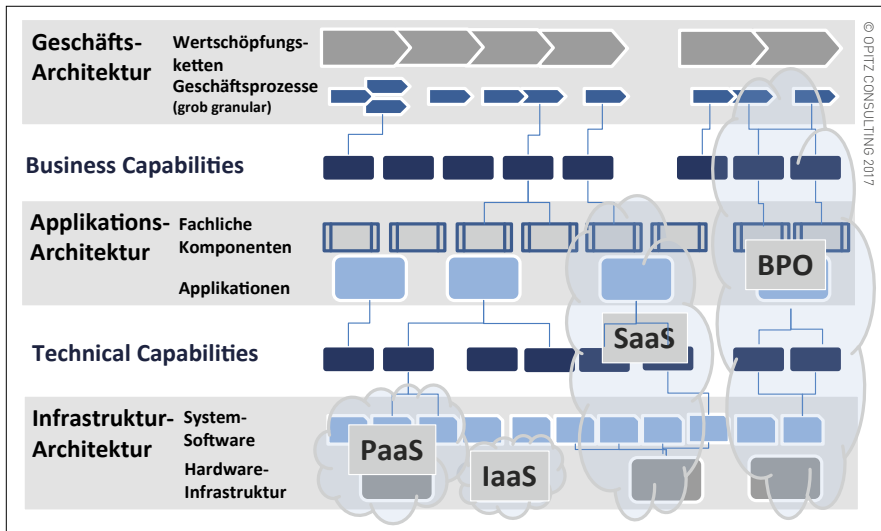 Geschäfts-
Architektur
Wertschöpfungs-
ketten
Geschäftsprozesse
(grob granular)
Business Capabilities
Applikations-
Architektur
Fachliche
Komponenten
Applikationen
BPO
SaaS
Technical Capabilities
Infrastruktur-
Architektur
System-
Software
Hardware-
Infrastruktur
PaaS
IaaS
© OPITZ CONSULTING 2017